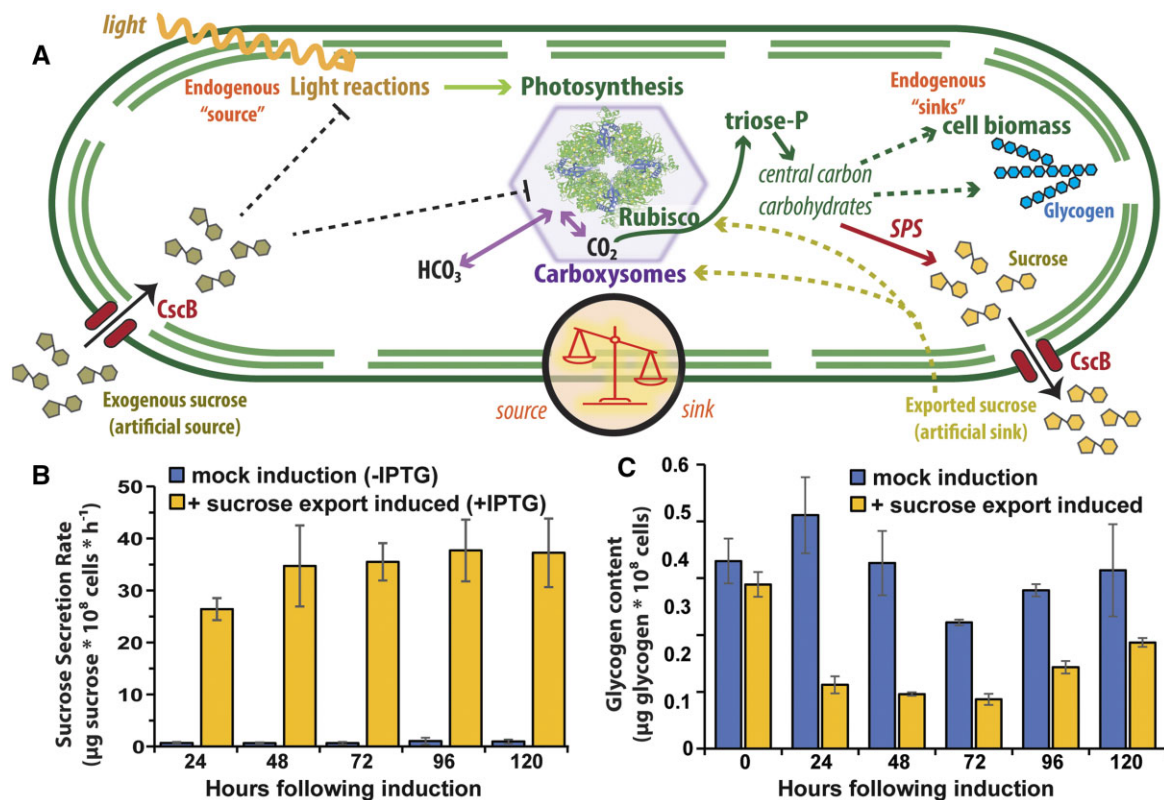 A
light
Endogenous
"source"
Light reactions
Photosynthesis
Endogenous
"sinks"
triose-P
cell biomass
central carbon
carbohydrates
Glycogen
Rubisco
SPS
HCO3
CO2
Carboxysomes
Sucrose
CscB
CscB
Exogenous sucrose
(artificial source)
source
sink
Exported sucrose
(artificial sink)
B
mock induction (-IPTG)
+ sucrose export induced (+IPTG)
Sucrose Secretion Rate
(µg sucrose * 10⁸ cells * h⁻¹)
50
40
30
30
10
0
24 48 72 96 120
Hours following induction
C
mock induction
+ sucrose export induced
Glycogen content
(µg glycogen * 10⁸ cells)
0.6
0.5
0.4
0.3
0.2
0.1
0
0 24 48 72 96 120
Hours following induction